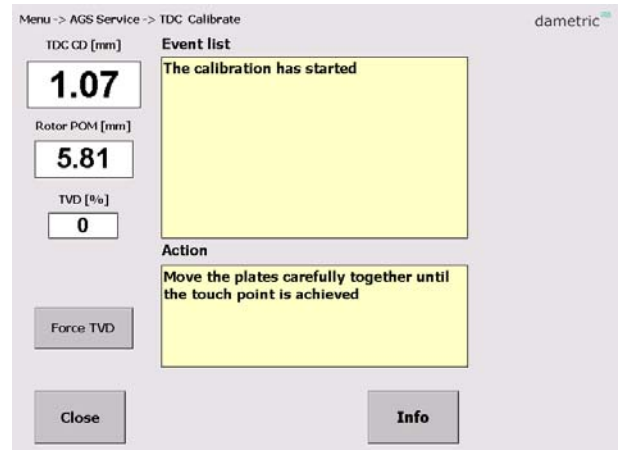 Menu -> AGS Service -> TDC Calibrate
dametric
TDC CD [mm]
1.07
Rotor POM [mm]
5.81
TVD [%]
0
Force TVD
Close
Event list
The calibration has started
Action
Move the plates carefully together until
the touch point is achieved
Info